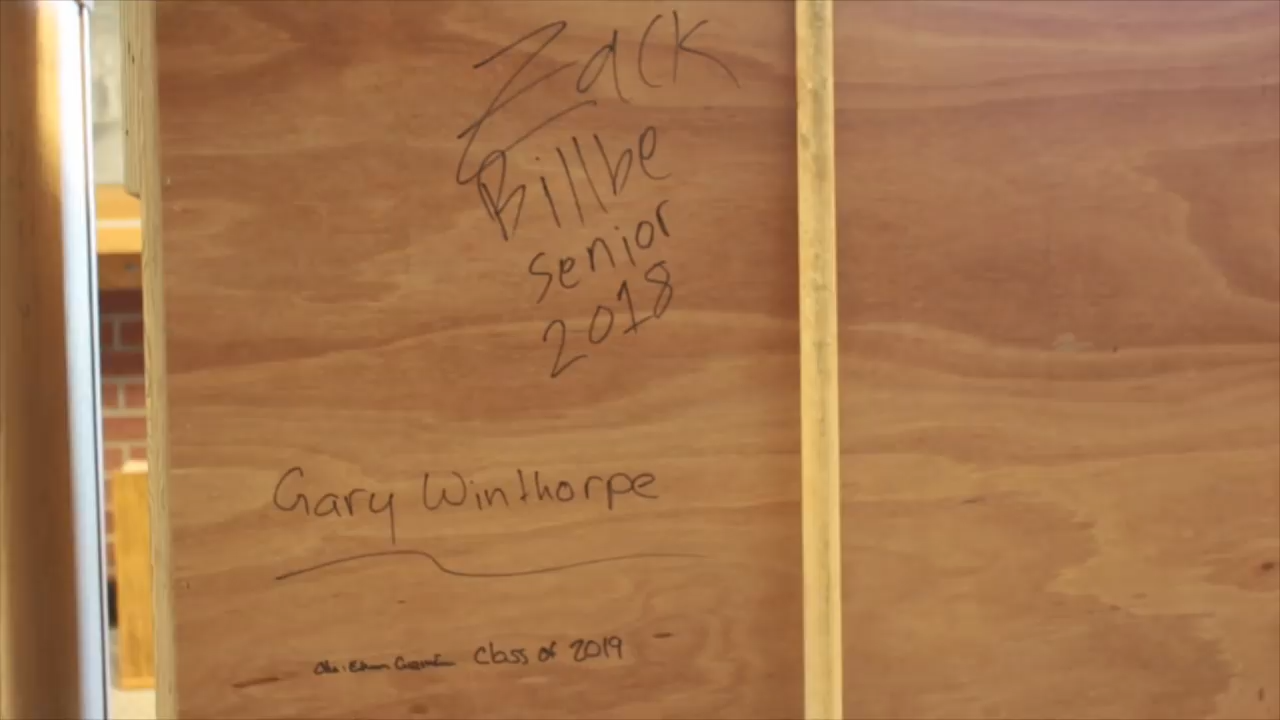 Zack
Billbe
senior
2018
Gary Winthorpe
Class of 2019